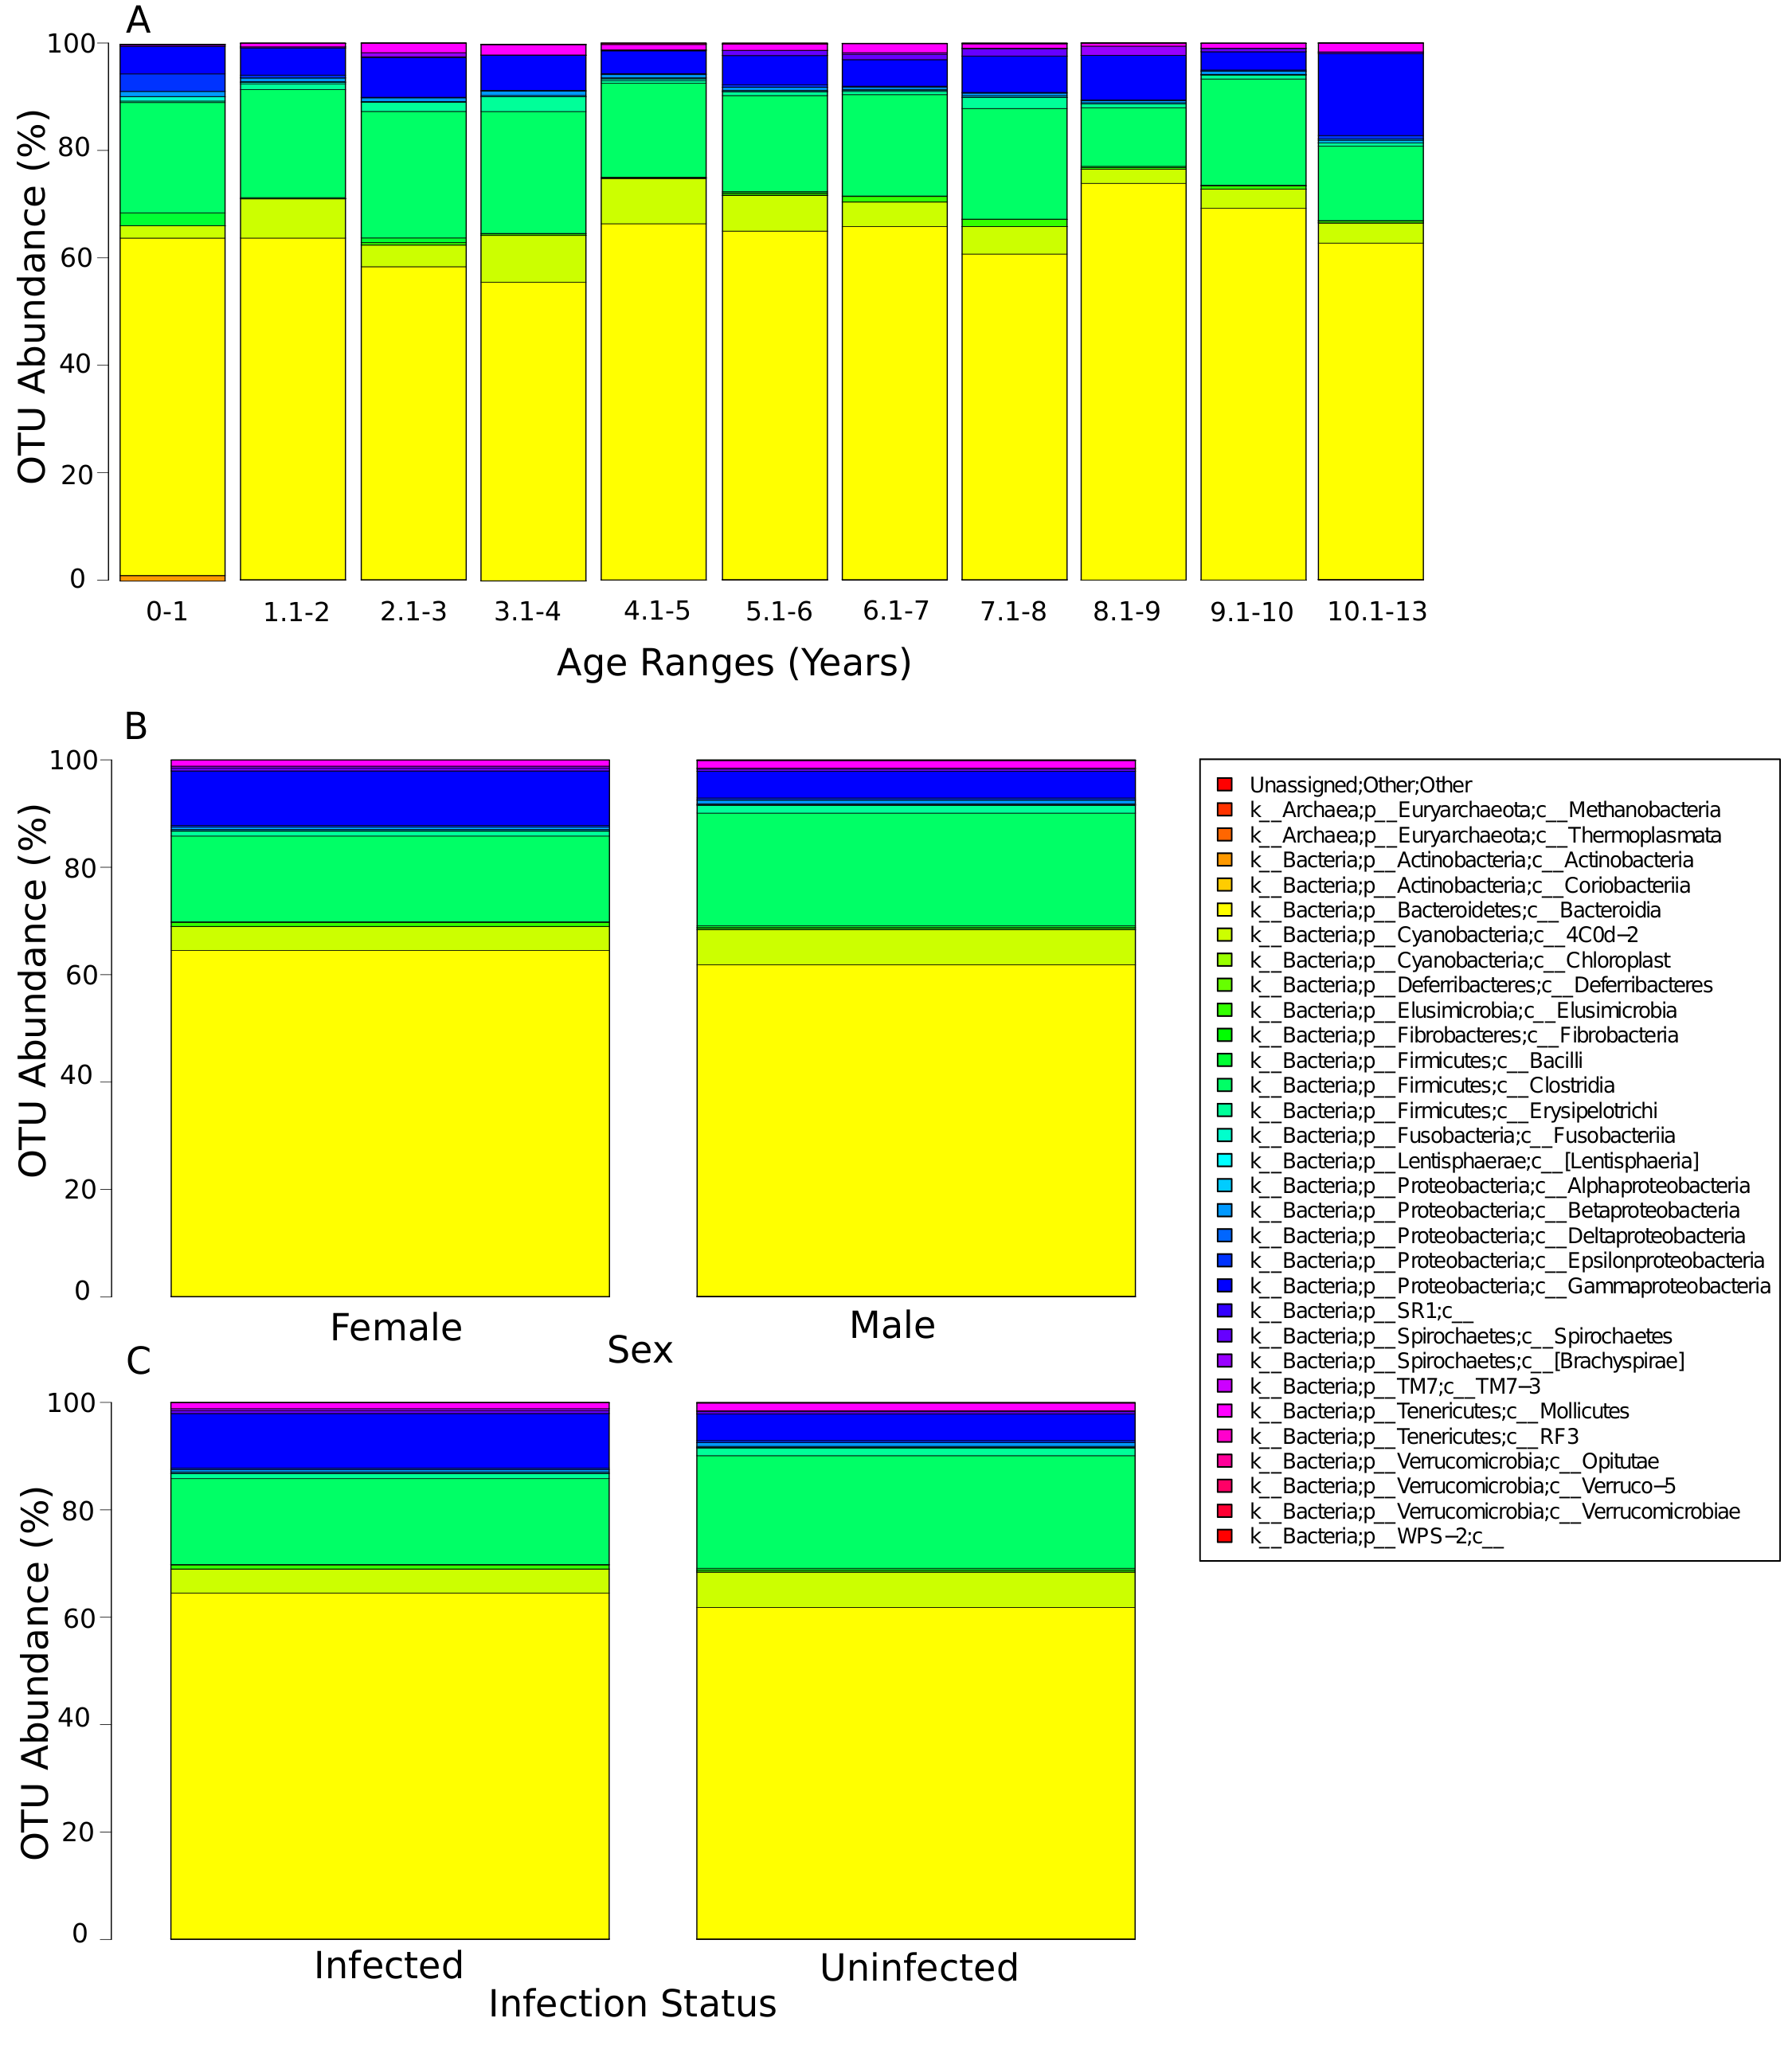 A
OTU Abundance (%)
100
80
60
40
20
0
0-1 1.1-2 2.1-3 3.1-4 4.1-5 5.1-6 6.1-7 7.1-8 8.1-9 9.1-10 10.1-13
Age Ranges (Years)
B
OTU Abundance (%)
100
80
60
40
20
0
Female Male
Sex
Unassigned;Other;Other
k__Archaea;p__Euryarchaeota;c__Methanobacteria
k__Archaea;p__Euryarchaeota;c__Thermoplasmata
k__Bacteria;p__Actinobacteria;c__Actinobacteria
k__Bacteria;p__Actinobacteria;c__Coriobacteriia
k__Bacteria;p__Bacteroidetes;c__Bacteroidia
k__Bacteria;p__Cyanobacteria;c__4C0d−2
k__Bacteria;p__Cyanobacteria;c__Chloroplast
k__Bacteria;p__Deferribacteres;c__Deferribacteres
k__Bacteria;p__Elusimicrobia;c__Elusimicrobia
k__Bacteria;p__Fibrobacteres;c__Fibrobacteria
k__Bacteria;p__Firmicutes;c__Bacilli
k__Bacteria;p__Firmicutes;c__Clostridia
k__Bacteria;p__Firmicutes;c__Erysipelotrichi
k__Bacteria;p__Fusobacteria;c__Fusobacteriia
k__Bacteria;p__Lentisphaerae;c__[Lentisphaeria]
k__Bacteria;p__Proteobacteria;c__Alphaproteobacteria
k__Bacteria;p__Proteobacteria;c__Betaproteobacteria
k__Bacteria;p__Proteobacteria;c__Deltaproteobacteria
k__Bacteria;p__Proteobacteria;c__Epsilonproteobacteria
k__Bacteria;p__Proteobacteria;c__Gammaproteobacteria
k__Bacteria;p__SR1;c__
k__Bacteria;p__Spirochaetes;c__Spirochaetes
k__Bacteria;p__Spirochaetes;c__[Brachyspirae]
k__Bacteria;p__TM7;c__TM7−3
k__Bacteria;p__Tenericutes;c__Mollicutes
k__Bacteria;p__Tenericutes;c__RF3
k__Bacteria;p__Verrucomicrobia;c__Opitutae
k__Bacteria;p__Verrucomicrobia;c__Verruco−5
k__Bacteria;p__Verrucomicrobia;c__Verrucomicrobiae
k__Bacteria;p__WPS−2;c__
C
OTU Abundance (%)
100
80
60
40
20
0
Infected Uninfected
Infection Status